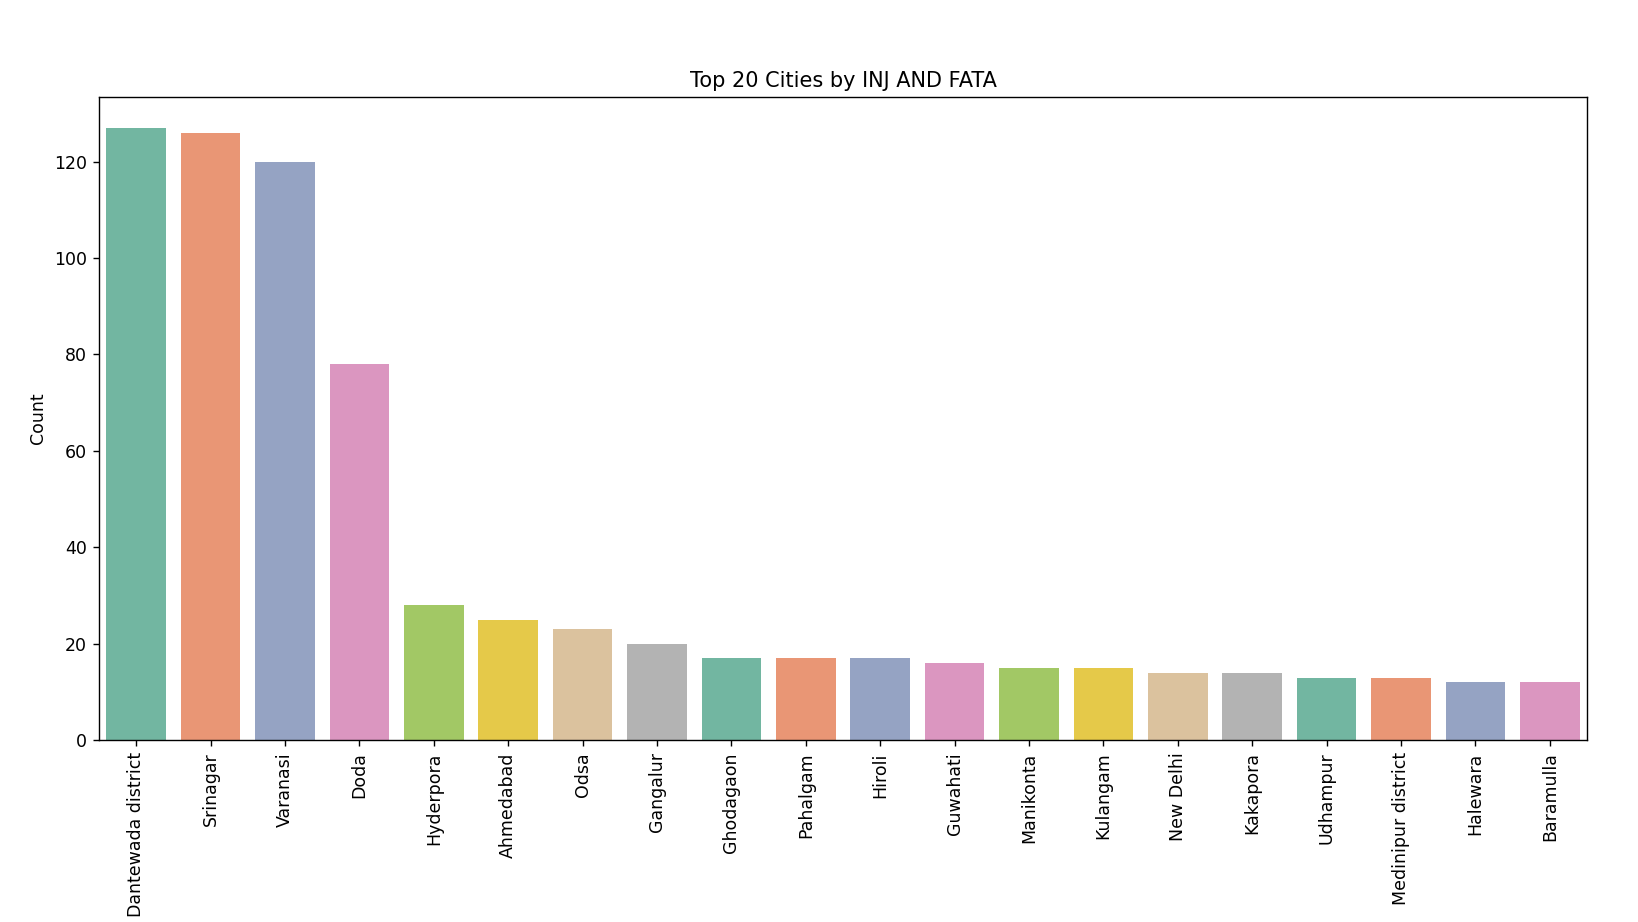 Top 20 Cities by INJ AND FATA
Count
120
100
80
60
40
20
0
Dantewada district
Srinagar
Varanasi
Doda
Hyderpora
Ahmedabad
Odsa
Gangalur
Ghodagaon
Pahalgam
Hiroli
Guwahati
Manikonta
Kulangam
New Delhi
Kakapora
Udhampur
Medinipur district
Halewara
Baramulla